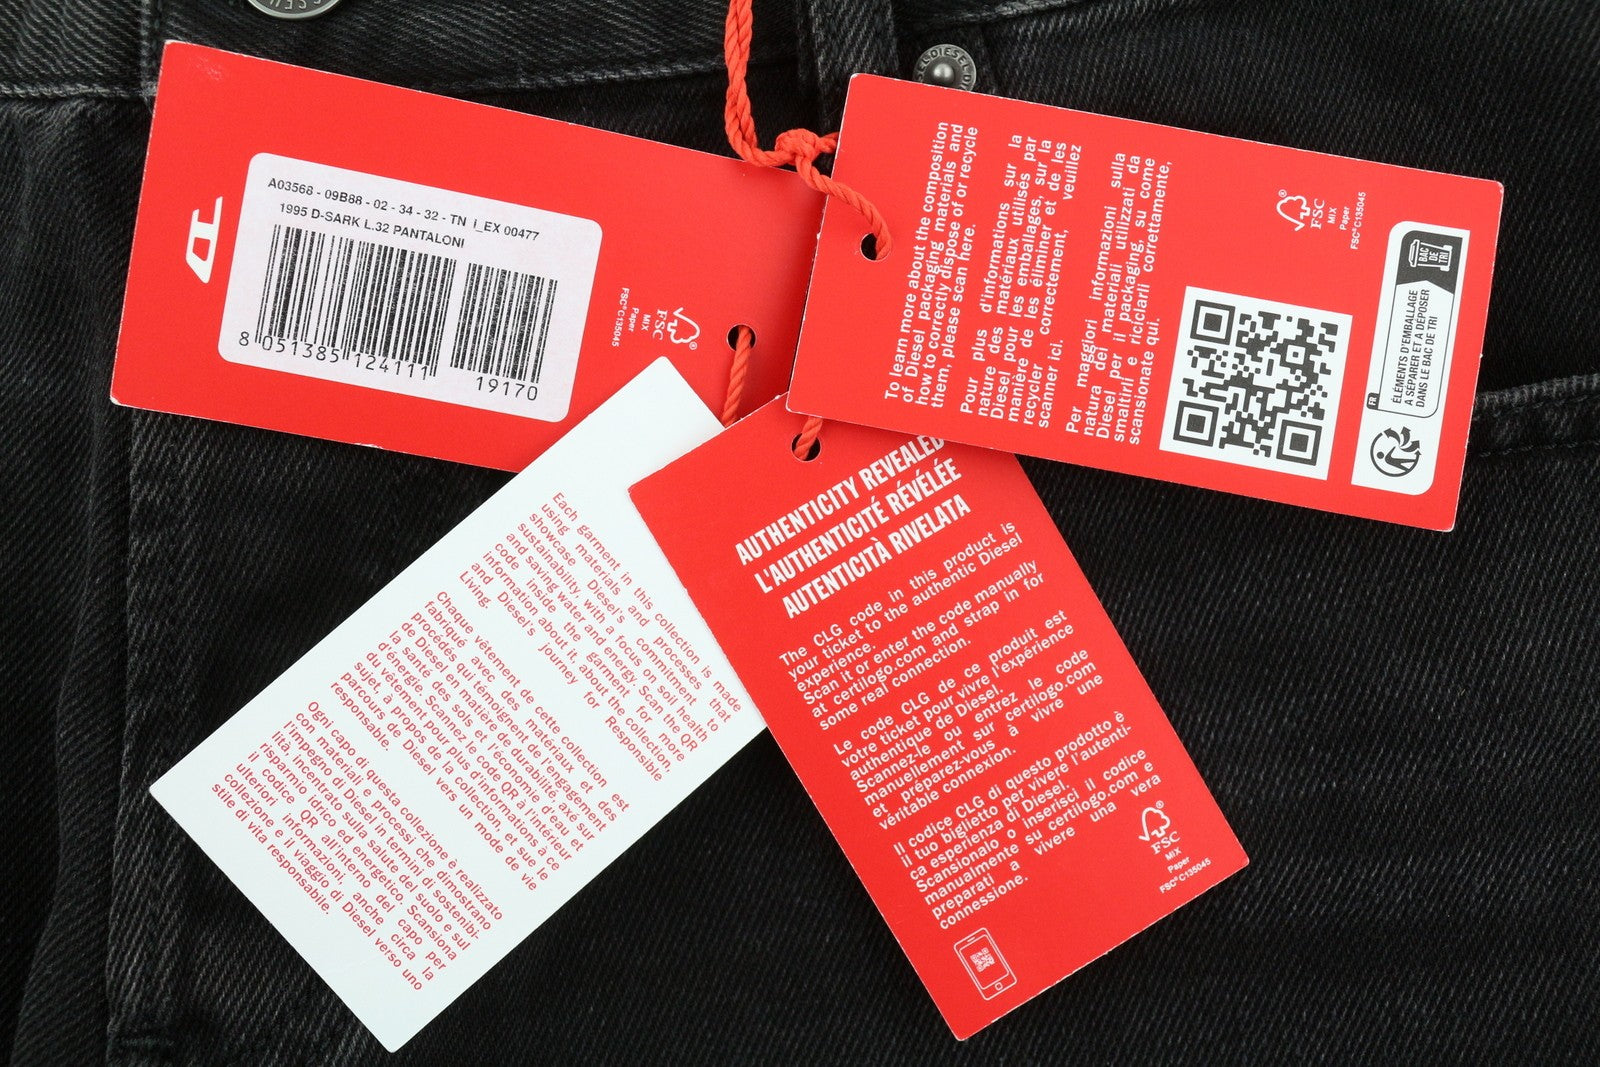 A03568 - 09B88 - 02 - 34 - 32 - TN I_EX 00477
1995 D-SARK L.32 PANTALONI
8 051385 124111
19170
FSC
MIX
Paper
FSC® C135045
To learn more about the composition
of Diesel packaging materials and
how to correctly dispose of or recycle
them, please scan here.
Pour plus d'informations sur la
nature des matériaux utilisés par
Diesel pour les emballages, sur la
manière de les éliminer et de les
recycler correctement, veuillez
scanner ici.
Per maggiori informazioni sulla
natura dei materiali utilizzati da
Diesel per il packaging, su come
smaltirli e riciclarli correttamente,
scansionate qui.
FSC
MIX
Paper
FSC® C135045
BAC
DE
TRI
FR
ÉLÉMENTS D'EMBALLAGE
A SÉPARER ET A DÉPOSER
DANS LE BAC DE TRI
Each garment in this collection is made
using materials and processes that
showcase Diesel's commitment to
sustainability, with a focus on soil health
and saving water and energy. Scan the QR
code inside the garment for more
information about it, about the collection,
and Diesel's journey for Responsible
Living.
Chaque vêtement de cette collection est
fabriqué avec des matériaux et des
procédés qui témoignent de l'engagement
de Diesel en matière de durabilité, axé sur
la santé des sols et l'économie d'eau et
d'énergie. Scannez le code QR à l'intérieur
du vêtement pour plus d'informations à ce
sujet, à propos de la collection, et sur le
parcours de Diesel vers un mode de vie
responsable.
Ogni capo di questa collezione è realizzato
con materiali e processi che dimostrano
l'impegno di Diesel in termini di sostenibi-
lità, incentrato sulla salute del suolo e sul
risparmio idrico ed energetico. Scansiona
il codice QR all'interno del capo per
ulteriori informazioni, anche circa la
collezione e il viaggio di Diesel verso uno
stile di vita responsabile.
AUTHENTICITY REVEALED
L'AUTHENTICITÉ RÉVÉLÉE
AUTENTICITÀ RIVELATA
The CLG code in this product is
your ticket to the authentic Diesel
experience.
Scan it or enter the code manually
at certilogo.com and strap in for
some real connection.
Le code CLG de ce produit est
votre ticket pour vivre l'expérience
authentique de Diesel.
Scannez-le ou entrez le code
manuellement sur certilogo.com
et préparez-vous à vivre une
véritable connexion.
Il codice CLG di questo prodotto è
il tuo biglietto per vivere l'autenti-
ca esperienza di Diesel.
Scansionalo o inserisci il codice
manualmente su certilogo.com e
preparati a vivere una vera
connessione.
FSC
MIX
Paper
FSC® C135045